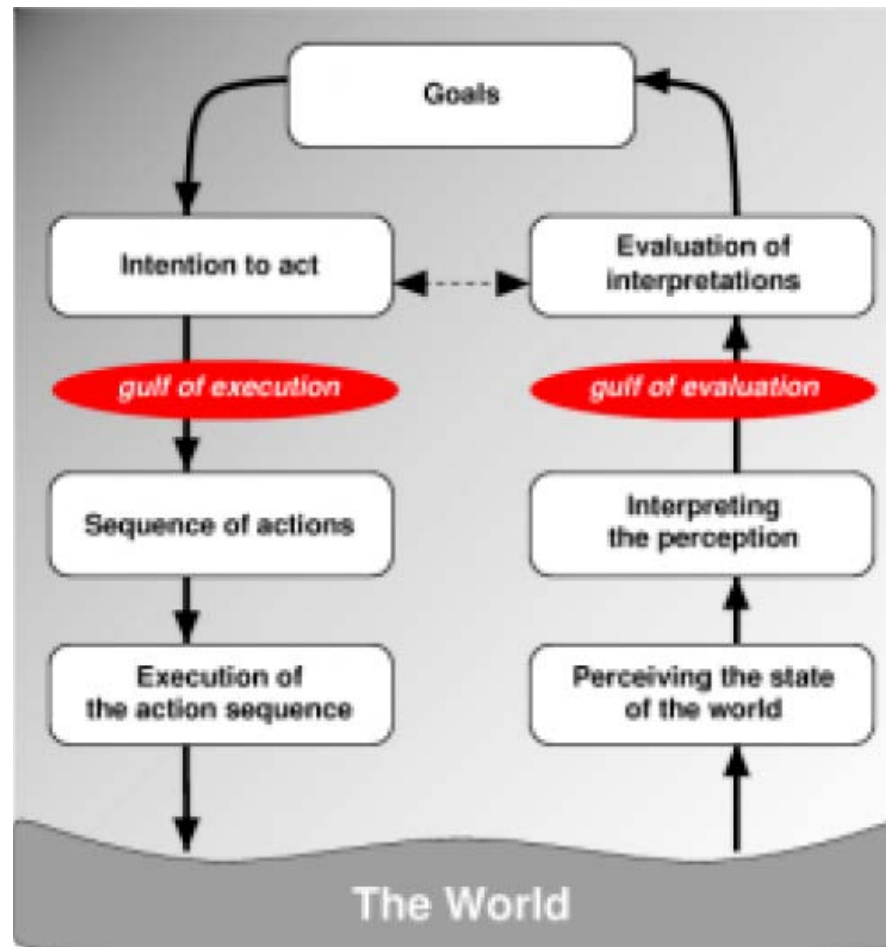 Goals
Intention to act
Evaluation of
interpretations
gulf of execution
gulf of evaluation
Sequence of actions
Interpreting
the perception
Execution of
the action sequence
Perceiving the state
of the world
The World